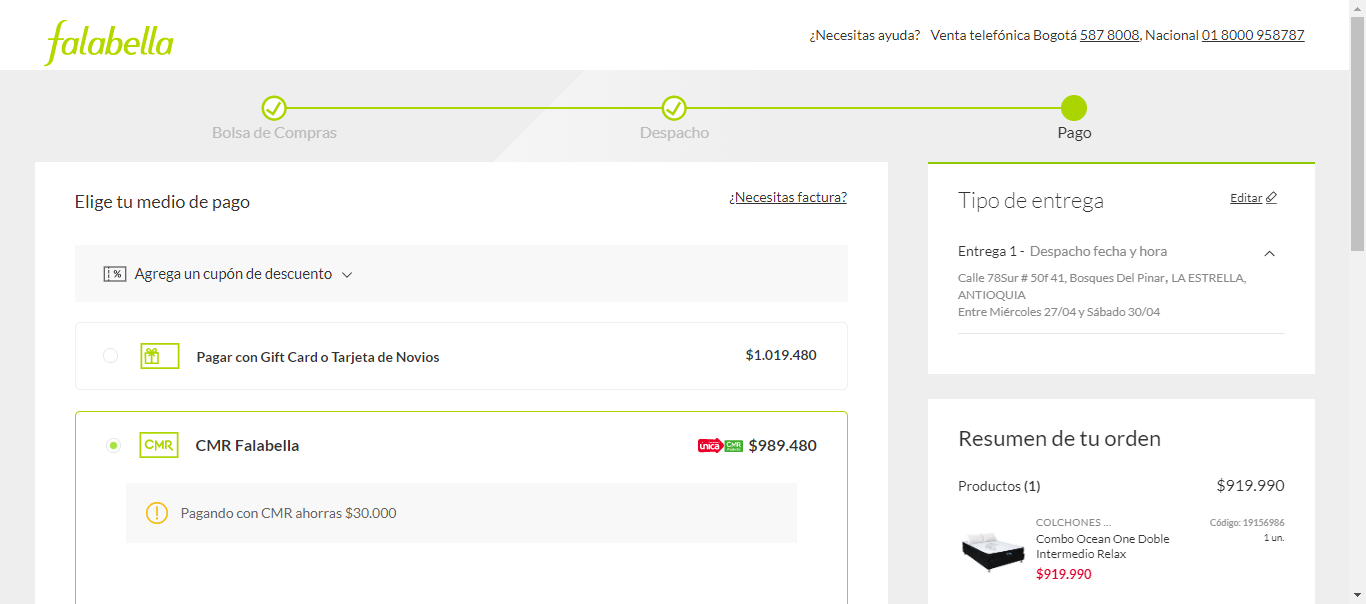 falabella
¿Necesitas ayuda? Venta telefónica Bogotá 587 8008, Nacional 01 8000 958787
Bolsa de Compras
Despacho
Pago
Elige tu medio de pago
¿Necesitas factura?
% Agrega un cupón de descuento
Pagar con Gift Card o Tarjeta de Novios
$1.019.480
CMR
CMR Falabella
única CMR
$989.480
Pagando con CMR ahorras $30.000
Tipo de entrega
Editar
Entrega 1 - Despacho fecha y hora
Calle 78Sur # 50f 41, Bosques Del Pinar, LA ESTRELLA,
ANTIOQUIA
Entre Miércoles 27/04 y Sábado 30/04
Resumen de tu orden
Productos (1)
$919.990
COLCHONES ...
Código: 19156986
Combo Ocean One Doble
1 un.
Intermedio Relax
$919.990